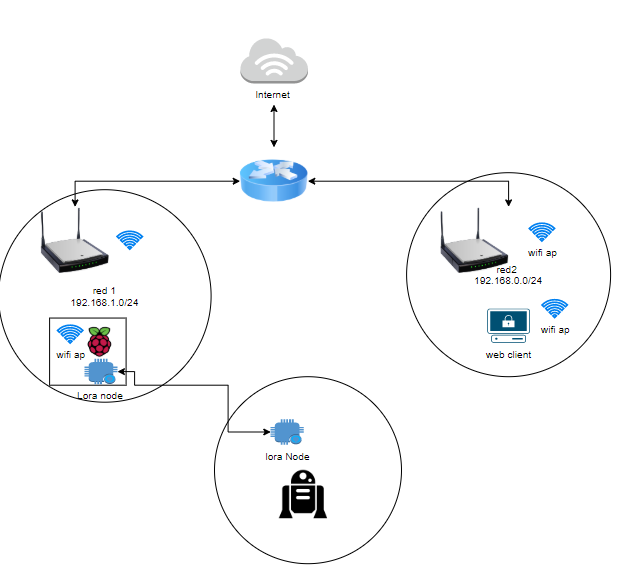 Internet
wifi ap
red 1
192.168.1.0/24
red2
192.168.0.0/24
wifi ap
wifi ap
web client
Lora node
lora Node